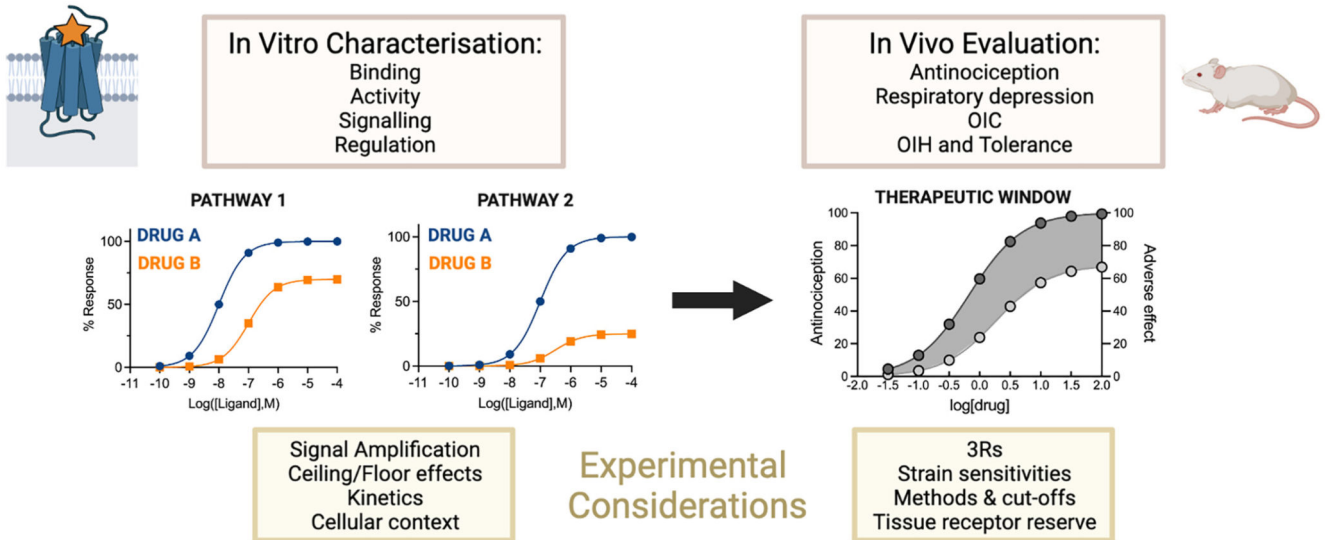 In Vitro Characterisation:
Binding
Activity
Signalling
Regulation
In Vivo Evaluation:
Antinociception
Respiratory depression
OIC
OIH and Tolerance
PATHWAY 1
DRUG A
DRUG B
% Response
100
50
0
-11 -10 -9 -8 -7 -6 -5 -4
Log([Ligand],M)
PATHWAY 2
DRUG A
DRUG B
% Response
100
50
0
-11 -10 -9 -8 -7 -6 -5 -4
Log([Ligand],M)
THERAPEUTIC WINDOW
Antinociception
100
80
60
40
20
0
-2.0 -1.5 -1.0 -0.5 0.0 0.5 1.0 1.5 2.0
log[drug]
100
80
60
40
20
0
Adverse effect
Signal Amplification
Ceiling/Floor effects
Kinetics
Cellular context
Experimental
Considerations
3Rs
Strain sensitivities
Methods & cut-offs
Tissue receptor reserve